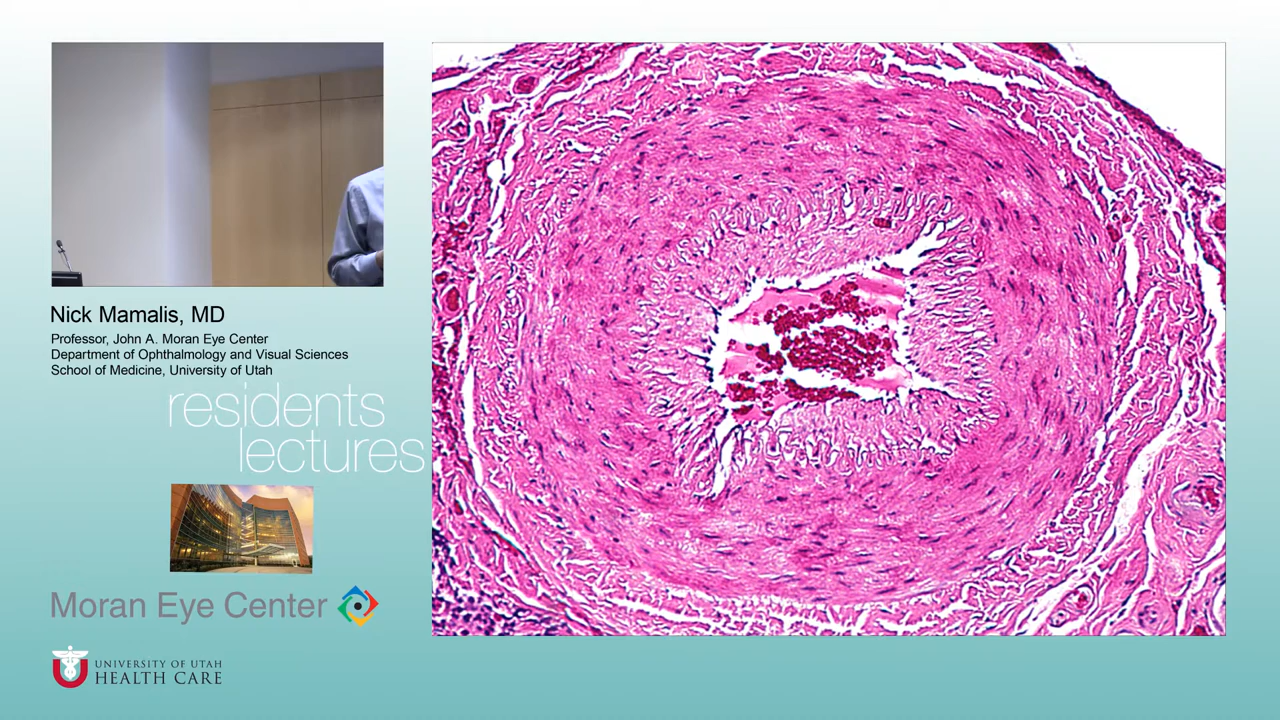 Nick Mamalis, MD
Professor, John A. Moran Eye Center
Department of Ophthalmology and Visual Sciences
School of Medicine, University of Utah
residents
lectures
Moran Eye Center
UNIVERSITY OF UTAH
HEALTH CARE